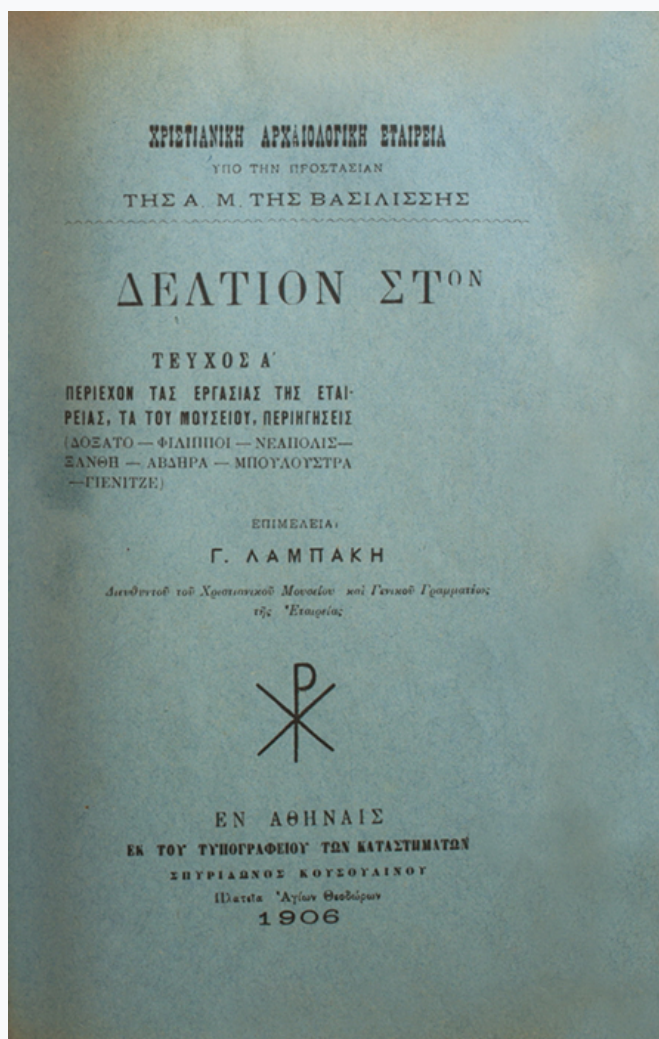 ΧΡΙΣΤΙΑΝΙΚΗ ΑΡΧΑΙΟΛΟΓΙΚΗ ΕΤΑΙΡΕΙΑ
ΥΠΟ ΤΗΝ ΠΡΟΣΤΑΣΙΑΝ
ΤΗΣ Α. Μ. ΤΗΣ ΒΑΣΙΛΙΣΣΗΣ
ΔΕΛΤΙΟΝ ΣΤΟΝ
ΤΕΥΧΟΣ Α΄
ΠΕΡΙΕΧΟΝ ΤΑΣ ΕΡΓΑΣΙΑΣ ΤΗΣ ΕΤΑΙ-
ΡΕΙΑΣ, ΤΑ ΤΟΥ ΜΟΥΣΕΙΟΥ, ΠΕΡΙΗΓΗΣΕΙΣ
(ΔΟΞΑΤΟ — ΦΙΛΙΠΠΟΙ — ΝΕΑΠΟΛΙΣ—
ΞΑΝΘΗ — ΑΒΔΗΡΑ — ΜΠΟΥΛΟΥΣΤΡΑ
—ΓΙΕΝΙΤΖΕ)
ΕΠΙΜΕΛΕΙΑι
Γ. ΛΑΜΠΑΚΗ
Διευθυντοῦ τοῦ Χριστιανικοῦ Μουσείου καὶ Γενικοῦ Γραμματέως
τῆς Ἑταιρείας
ΕΝ ΑΘΗΝΑΙΣ
ΕΚ ΤΟΥ ΤΥΠΟΓΡΑΦΕΙΟΥ ΤΩΝ ΚΑΤΑΣΤΗΜΑΤΩΝ
ΣΠΥΡΙΔΩΝΟΣ ΚΟΥΣΟΥΛΙΝΟΥ
Πλατεῖα Ἁγίων Θεοδώρων
1906